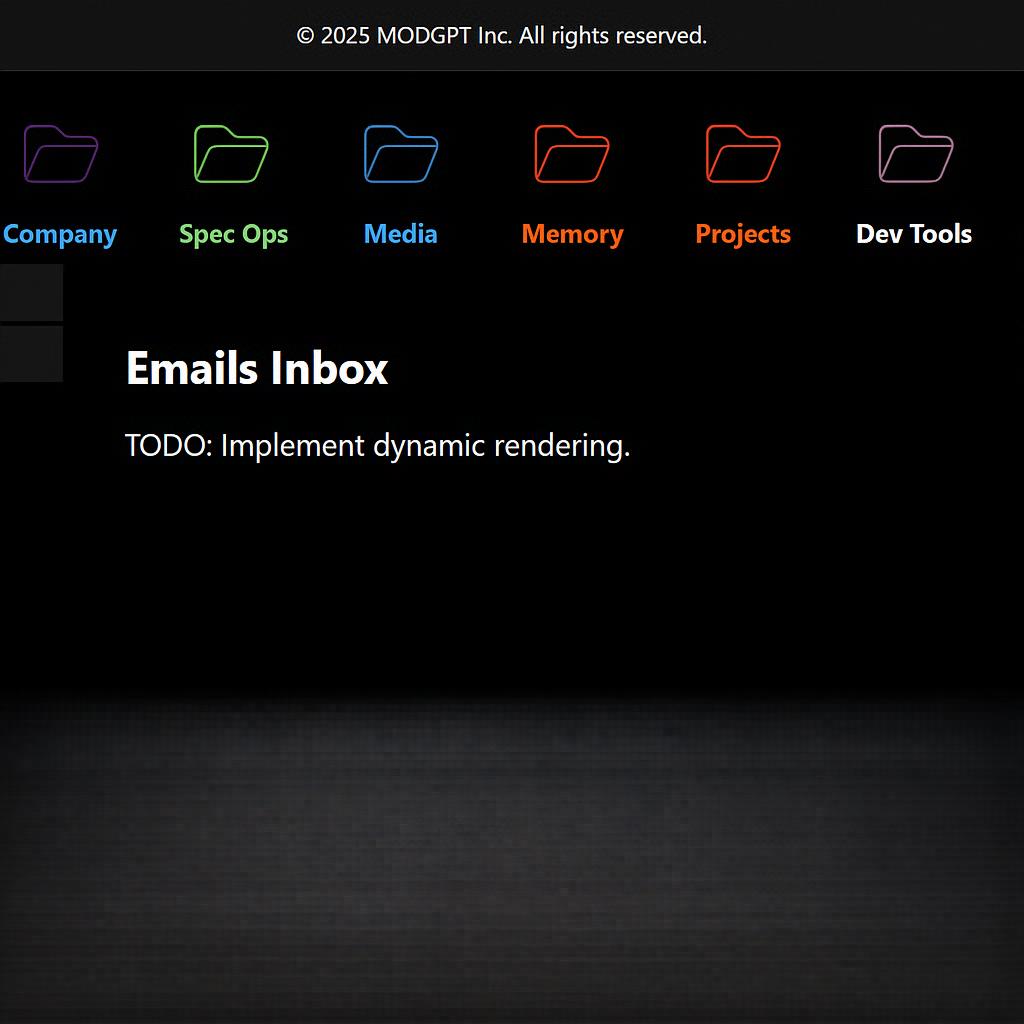 © 2025 MODGPT Inc. All rights reserved.
Company Spec Ops Media Memory Projects Dev Tools
Emails Inbox
TODO: Implement dynamic rendering.